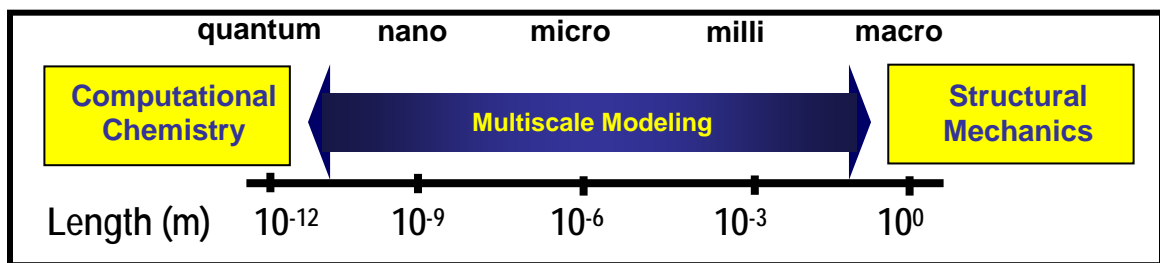 quantum nano micro milli macro
Computational
Chemistry
Multiscale Modeling
Structural
Mechanics
Length (m) 10⁻¹² 10⁻⁹ 10⁻⁶ 10⁻³ 10⁰